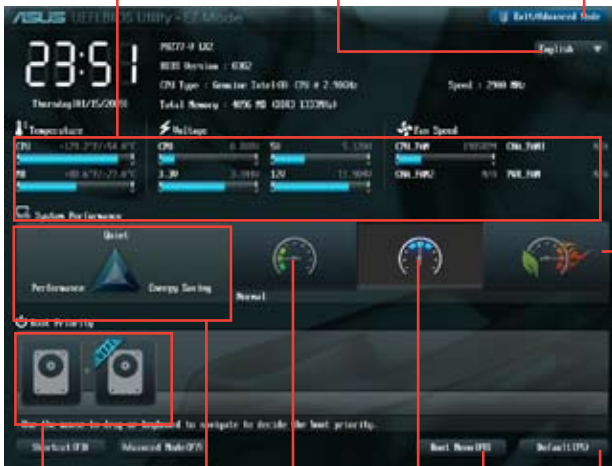 ASUS UEFI BIOS Utility - EZ Mode
Exit/Advanced Mode
English
23:51
Thursday
P8Z77-V LX2
BIOS Version : 0302
CPU Type : Genuine Intel(R) CPU @ 2.90GHz
Speed : 2900 MHz
Total Memory : 4096 MB (DDR3 1333MHz)
Temperature
Voltage
Fan Speed
CPU
CPU
5V
CPU_FAN
CHA_FAN1
N/A
MB
3.3V
12V
CHA_FAN2
N/A
PWR_FAN
N/A
System Performance
Quiet
Performance
Energy Saving
Normal
Boot Priority
Use the mouse to drag or keyboard to navigate to decide the boot priority.
Shortcut(F3)
Advanced Mode(F7)
Boot Menu(F8)
Default(F5)